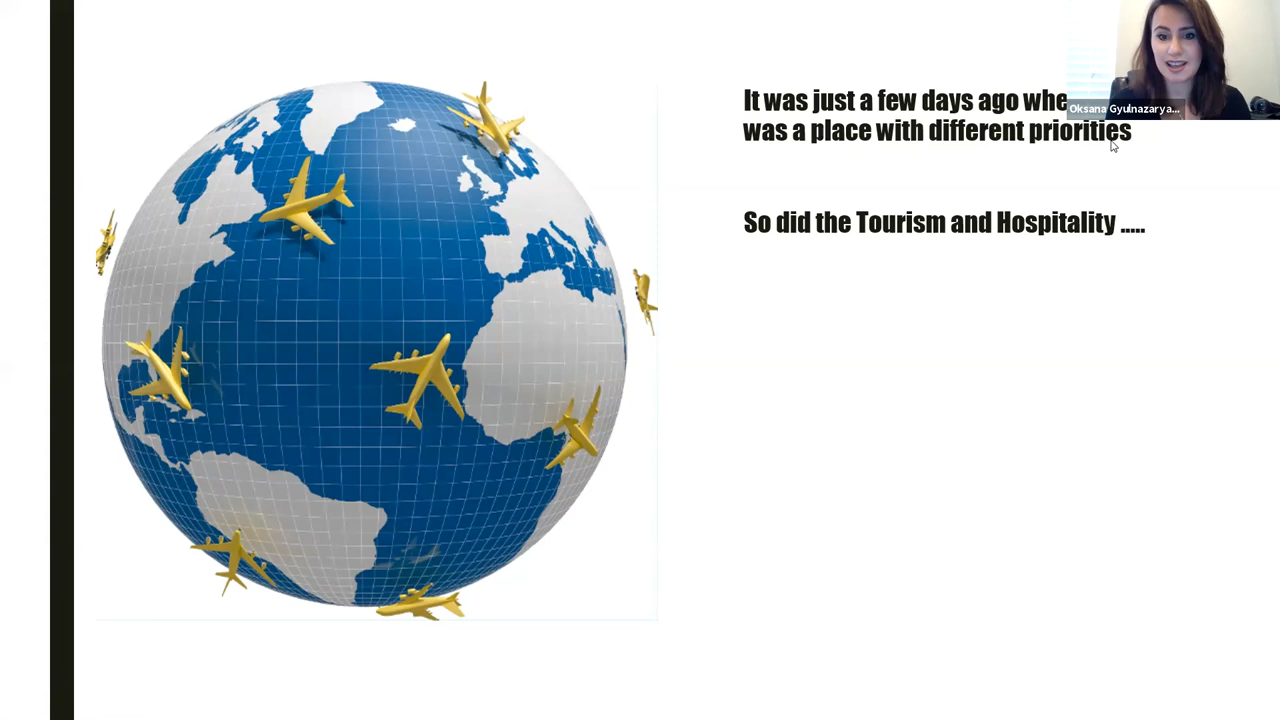 It was just a few days ago
was a place with different priorities
So did the Tourism and Hospitality .....
Oksana Gyulnazarya...